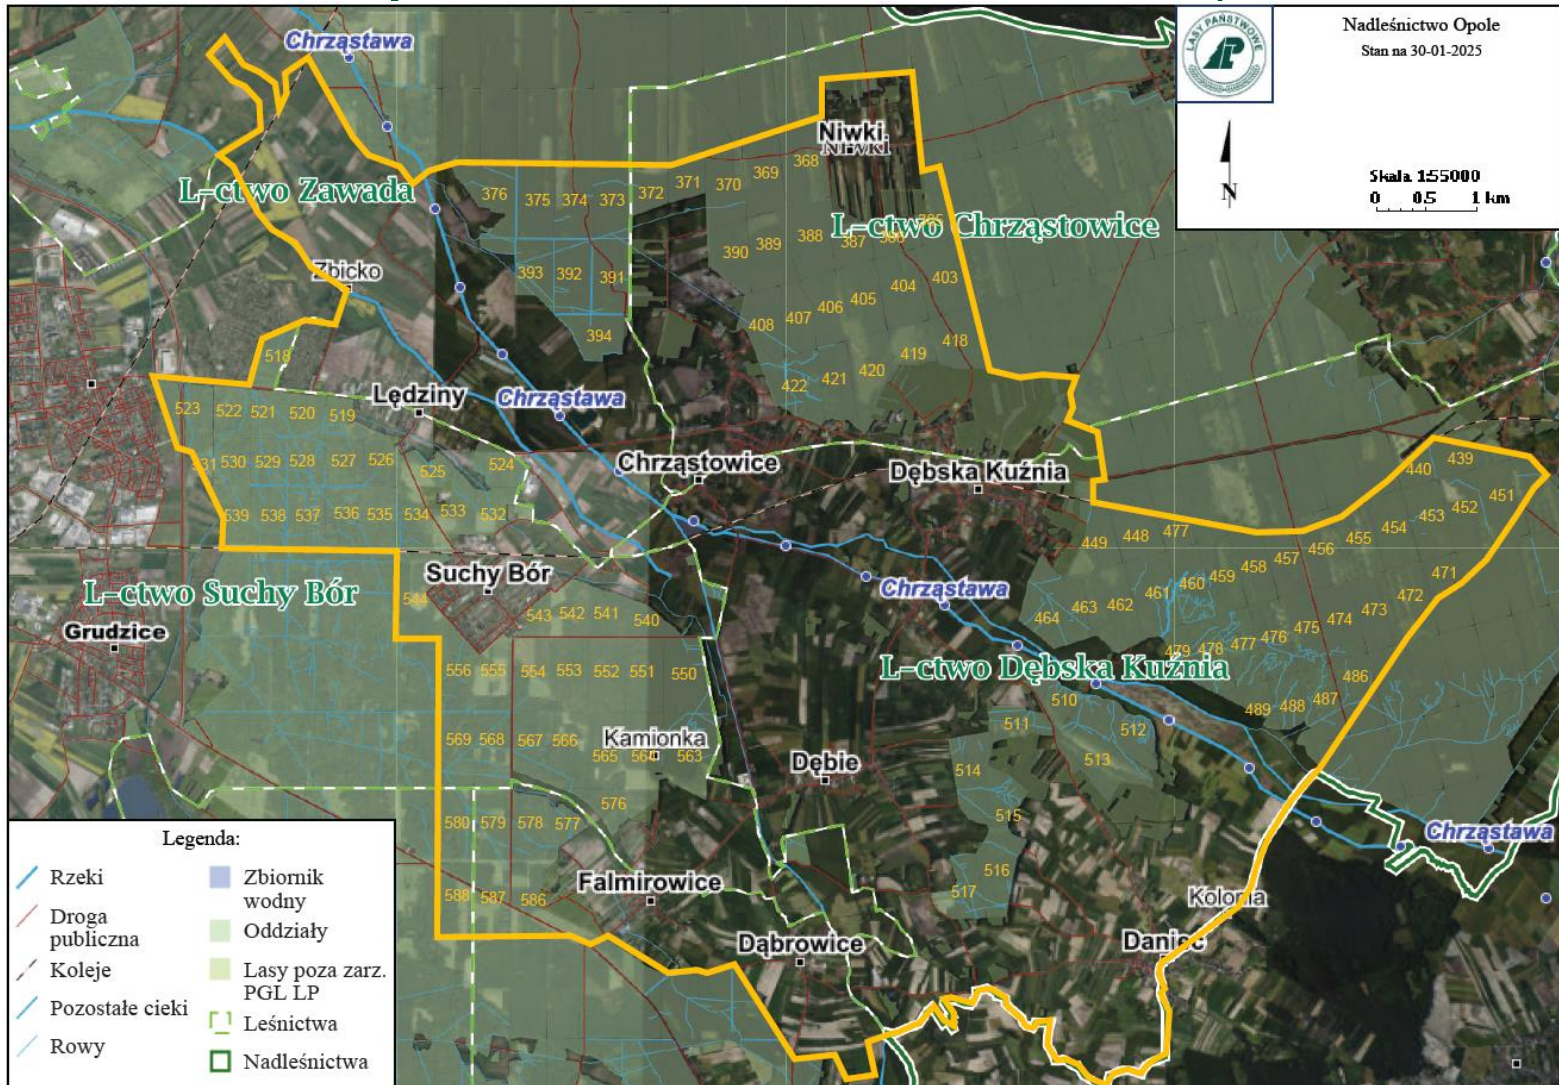 Chrząstawa
LASY PAŃSTWOWE
Nadleśnictwo Opole
Stan na 30-01-2025
N
Skala 1:55000
0 0.5 1 km
Niwki
L-ctwo Zawada
376 375 374 373 372 371 370 369 368
L-ctwo Chrząstowice
390 389 388 387
393 392 391
Zbicko
408 407 406 405 404 403
394
518
422 421 420 419 418
Lędziny
Chrząstawa
523 522 521 520 519
531 530 529 528 527 526 525 524
Chrząstowice
Dębska Kuźnia
440 439
539 538 537 536 535 534 533 532
449 448 477
456 455 454 453 452 451
Suchy Bór
L-ctwo Suchy Bór
544
543 542 541 540
Chrząstawa
464 463 462 461 460 459 458 457
475 474 473 472 471
Grudzice
556 555 554 553 552 551 550
479 478 477 476
L-ctwo Dębska Kuźnia
486
510
489 488 487
511 512
569 568 567 566
Kamionka
565 564 563
513
514
Dębie
576
515
580 579 578 577
Chrząstawa
516
517
Falmirowice
588 587 586
Kolonia
Dąbrowice
Daniec
Legenda:
Rzeki
Droga
publiczna
Koleje
Pozostałe cieki
Rowy
Zbiornik
wodny
Oddziały
Lasy poza zarz.
PGL LP
Leśnictwa
Nadleśnictwa